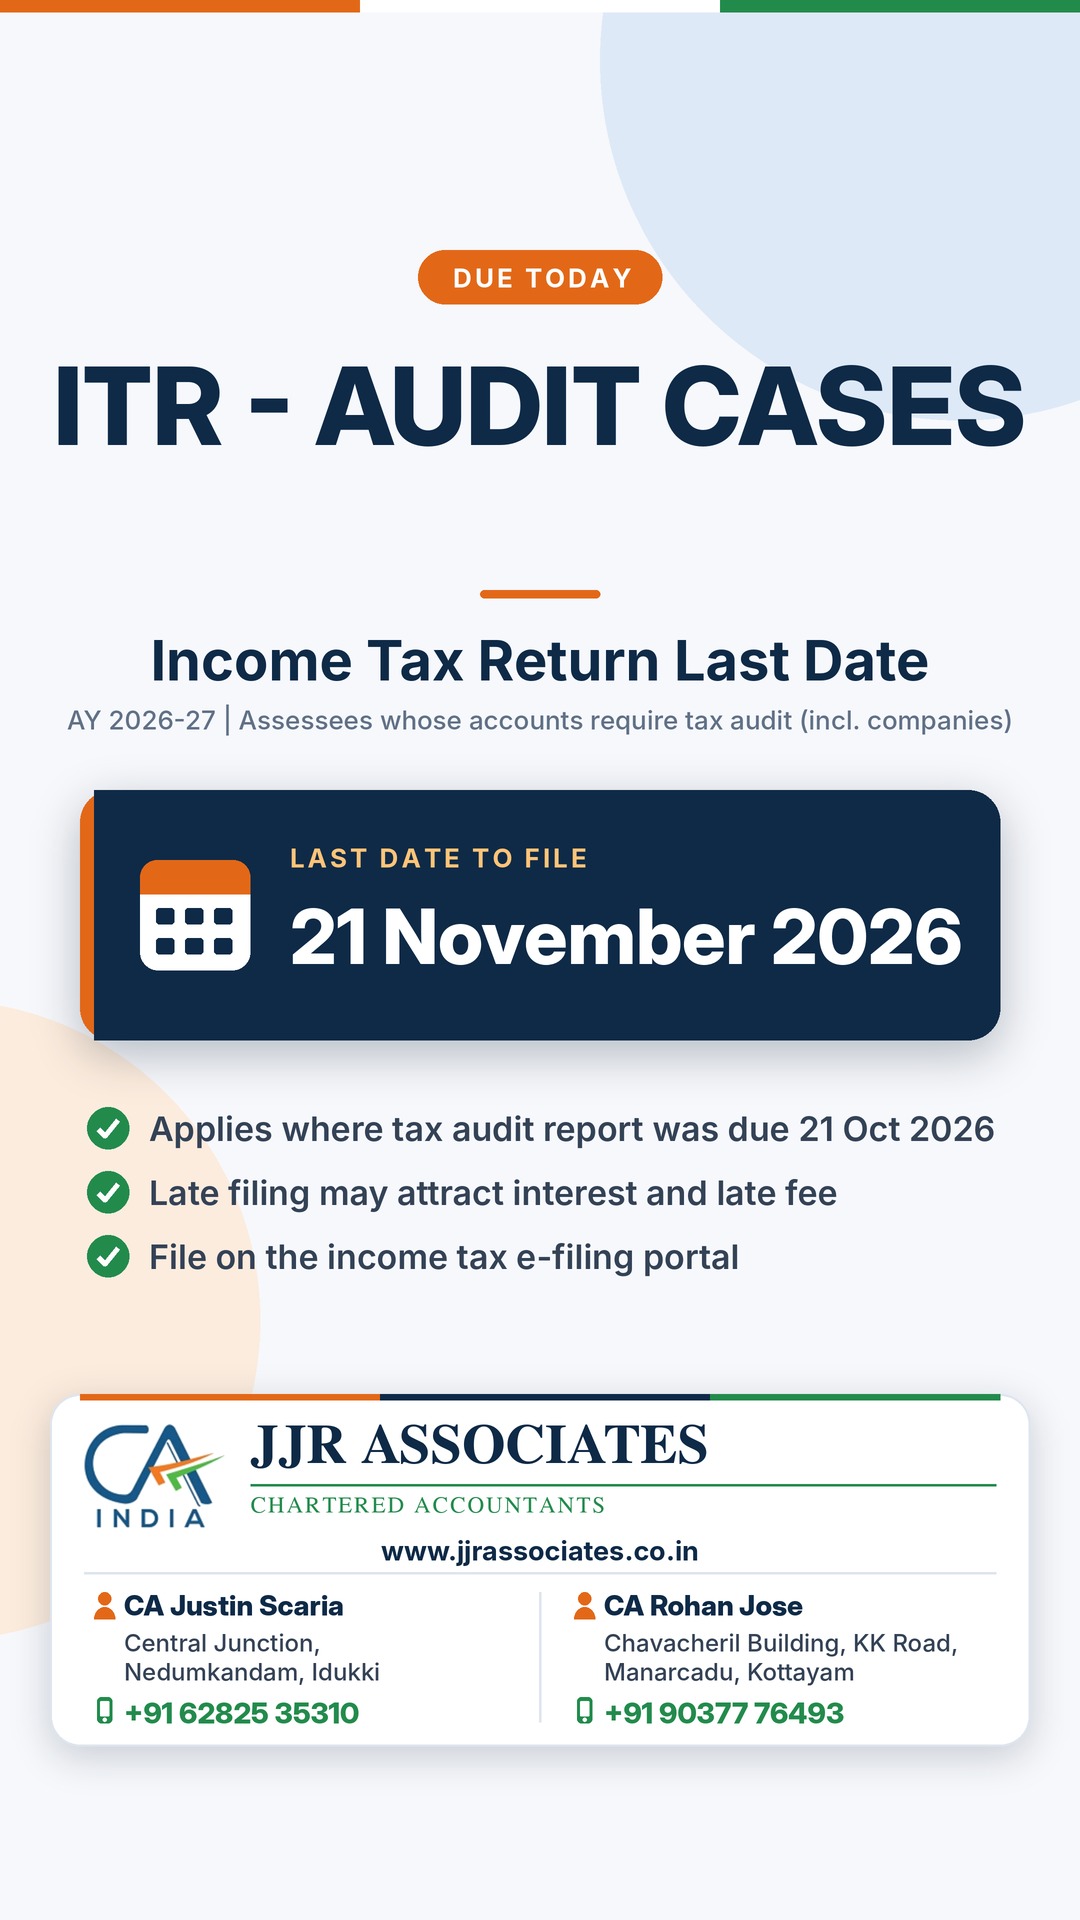 DUE TODAY
ITR - AUDIT CASES
Income Tax Return Last Date
AY 2026-27 | Assessees whose accounts require tax audit (incl. companies)
LAST DATE TO FILE
21 November 2026
Applies where tax audit report was due 21 Oct 2026
Late filing may attract interest and late fee
File on the income tax e-filing portal
CA
INDIA
JJR ASSOCIATES
CHARTERED ACCOUNTANTS
www.jjrassociates.co.in
CA Justin Scaria
Central Junction,
Nedumkandam, Idukki
+91 62825 35310
CA Rohan Jose
Chavacheril Building, KK Road,
Manarcadu, Kottayam
+91 90377 76493